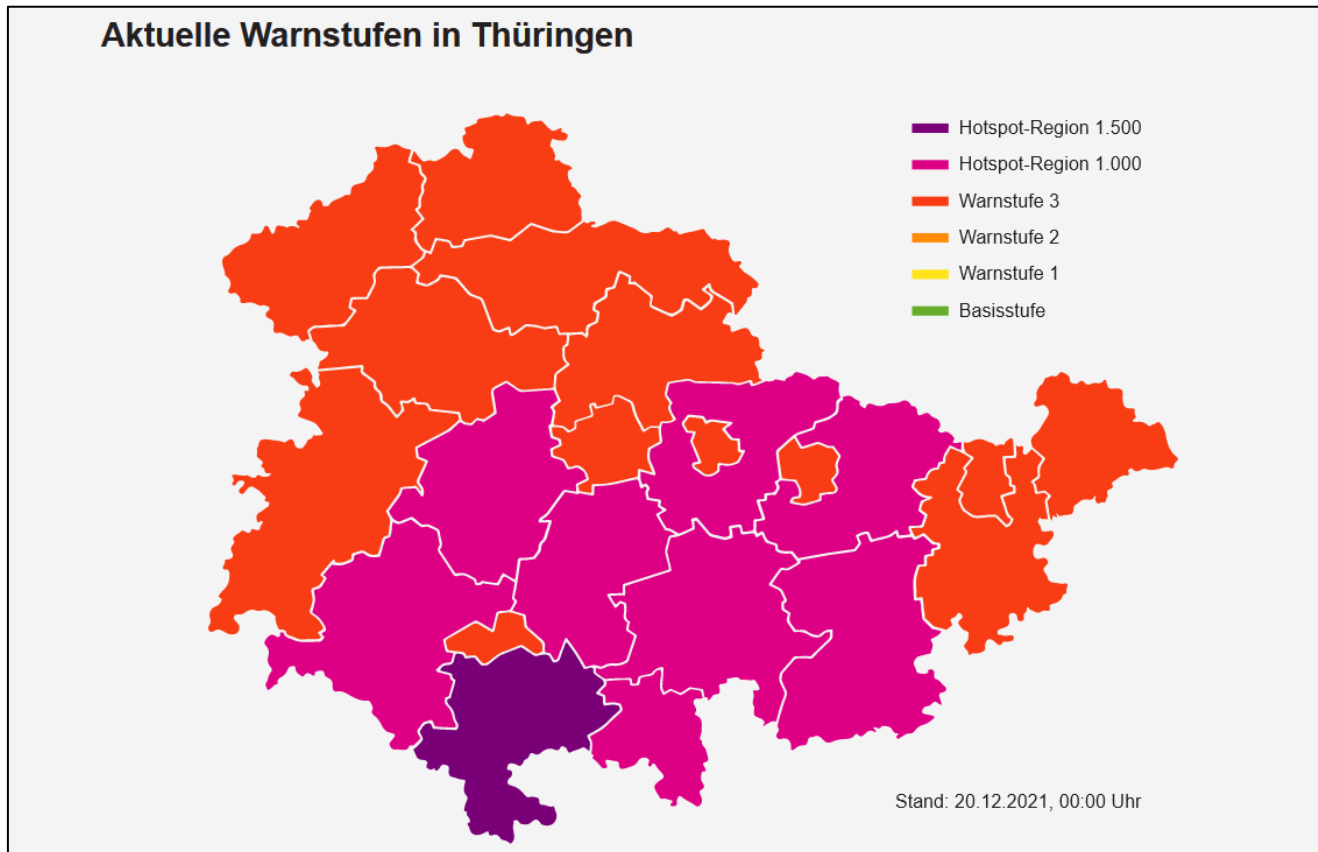 Aktuelle Warnstufen in Thüringen
Hotspot-Region 1.500
Hotspot-Region 1.000
Warnstufe 3
Warnstufe 2
Warnstufe 1
Basisstufe
Stand: 20.12.2021, 00:00 Uhr